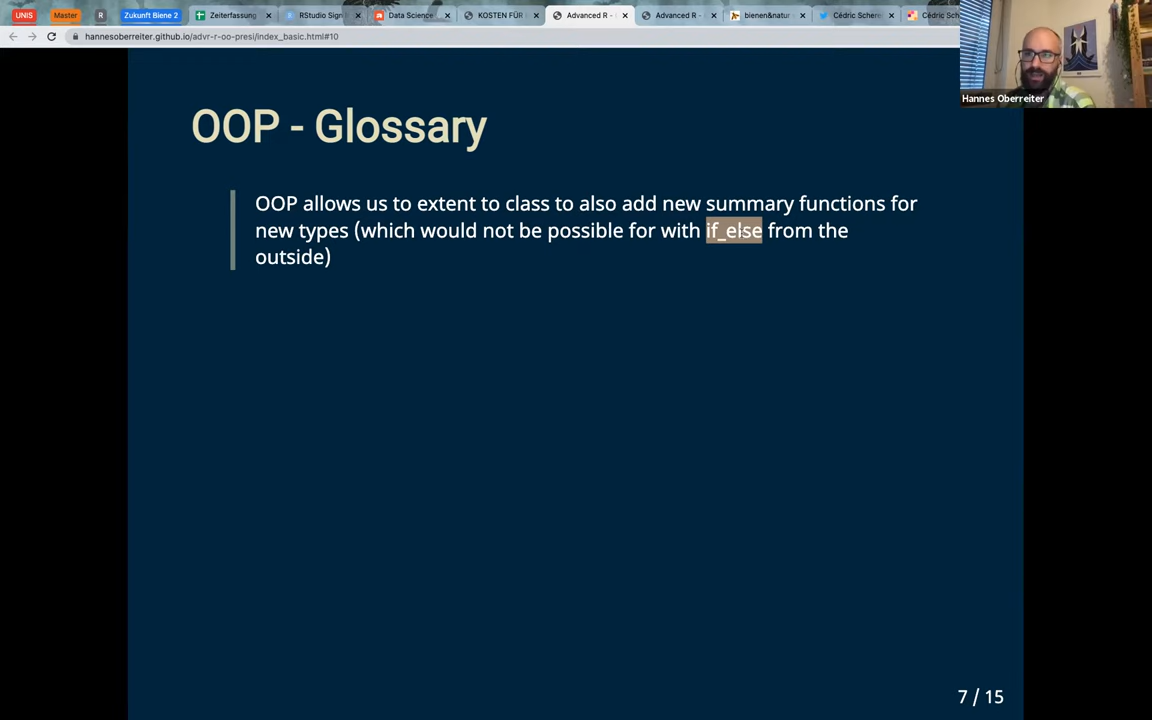 UNIS
Master
R
Zukunft Biene 2
Zeiterfassung
RStudio Sign
Data Science
KOSTEN FÜR
Advanced R -
Advanced R -
bienen&natur
Cédric Schere
Cédric Sch
hannesoberreiter.github.io/advr-r-oo-presi/index_basic.html#10
Hannes Oberreiter
OOP - Glossary
OOP allows us to extent to class to also add new summary functions for
new types (which would not be possible for with if_else from the
outside)
7 / 15